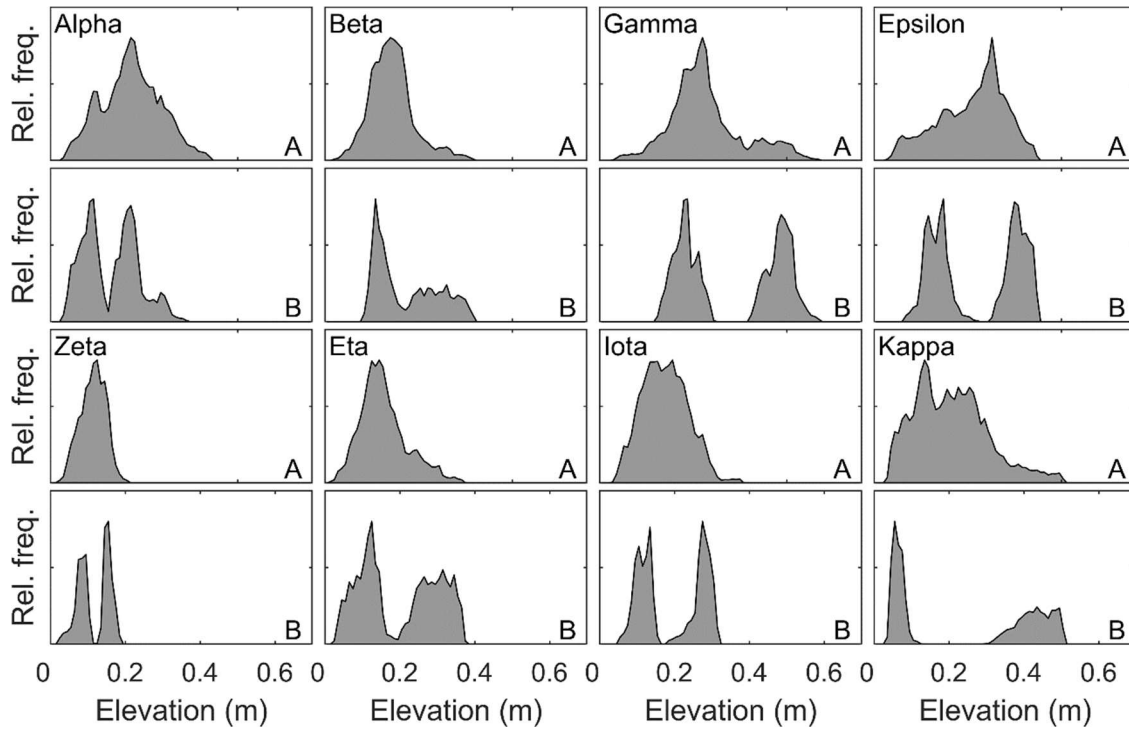 Alpha Beta Gamma Epsilon
Rel. freq.
A A A A
Rel. freq.
B B B B
Zeta Eta Iota Kappa
Rel. freq.
A A A A
Rel. freq.
B B B B
0 0.2 0.4 0.6 0 0.2 0.4 0.6 0 0.2 0.4 0.6 0 0.2 0.4 0.6
Elevation (m) Elevation (m) Elevation (m) Elevation (m)